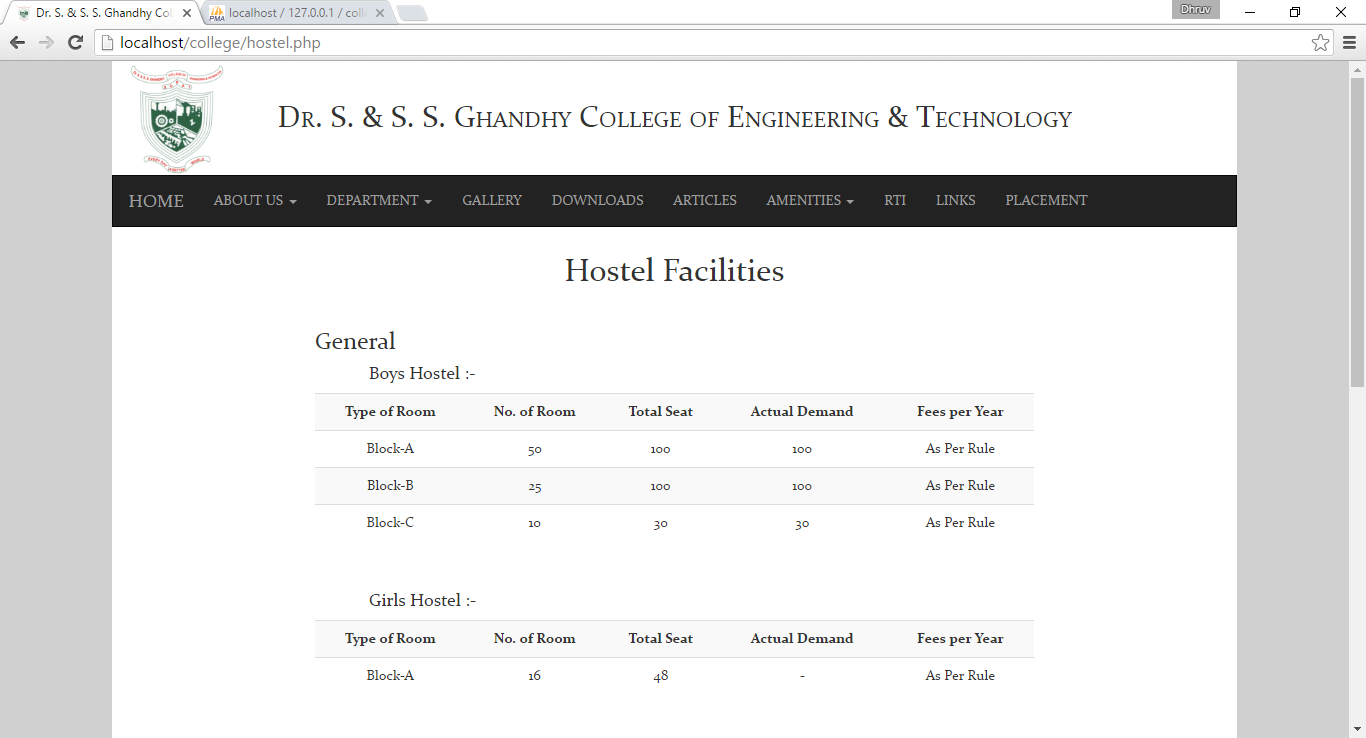 Dr. S. & S. S. Ghandhy Col
localhost / 127.0.0.1 / coll
Dhruv
localhost/college/hostel.php
Dr. S. & S. S. Ghandhy College of Engineering & Technology
HOME ABOUT US DEPARTMENT GALLERY DOWNLOADS ARTICLES AMENITIES RTI LINKS PLACEMENT
Hostel Facilities
General
Boys Hostel :-
Type of Room No. of Room Total Seat Actual Demand Fees per Year
Block-A 50 100 100 As Per Rule
Block-B 25 100 100 As Per Rule
Block-C 10 30 30 As Per Rule
Girls Hostel :-
Type of Room No. of Room Total Seat Actual Demand Fees per Year
Block-A 16 48 - As Per Rule